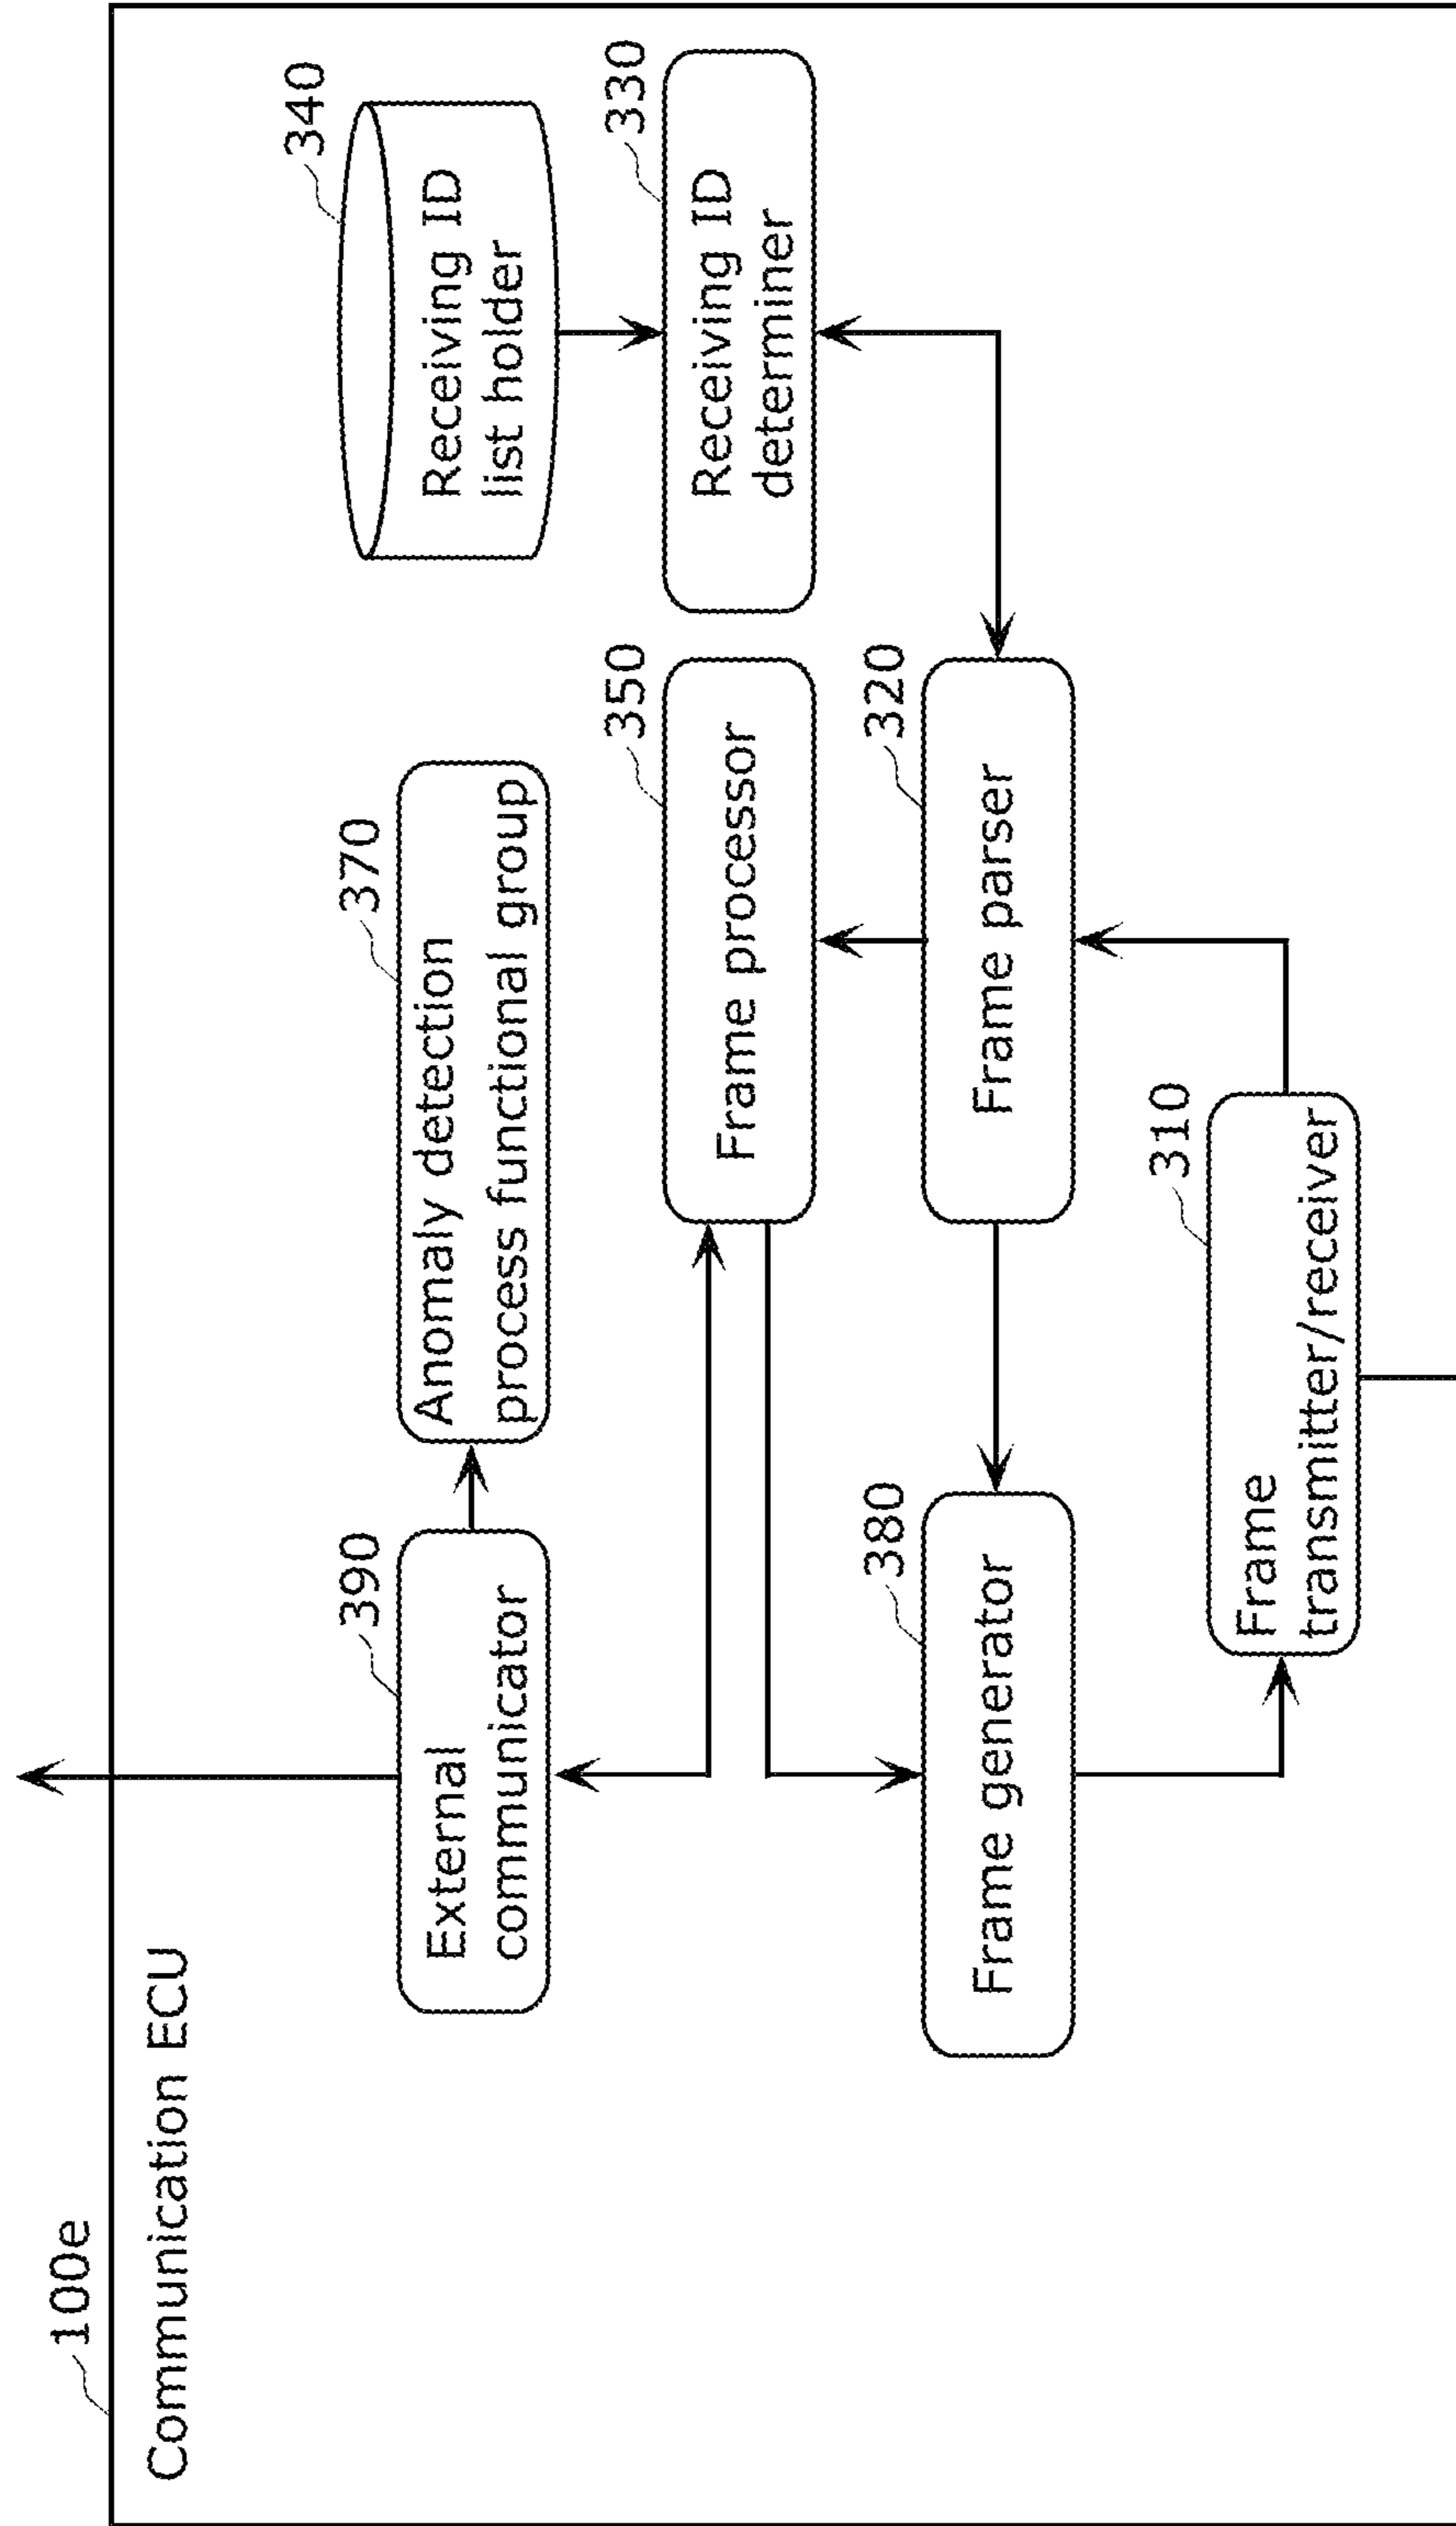 100e
Communication ECU
390
External
communicator
370
Anomaly detection
process functional group
340
Receiving ID
list holder
350
Frame processor
330
Receiving ID
determiner
380
Frame generator
320
Frame parser
310
Frame
transmitter/receiver